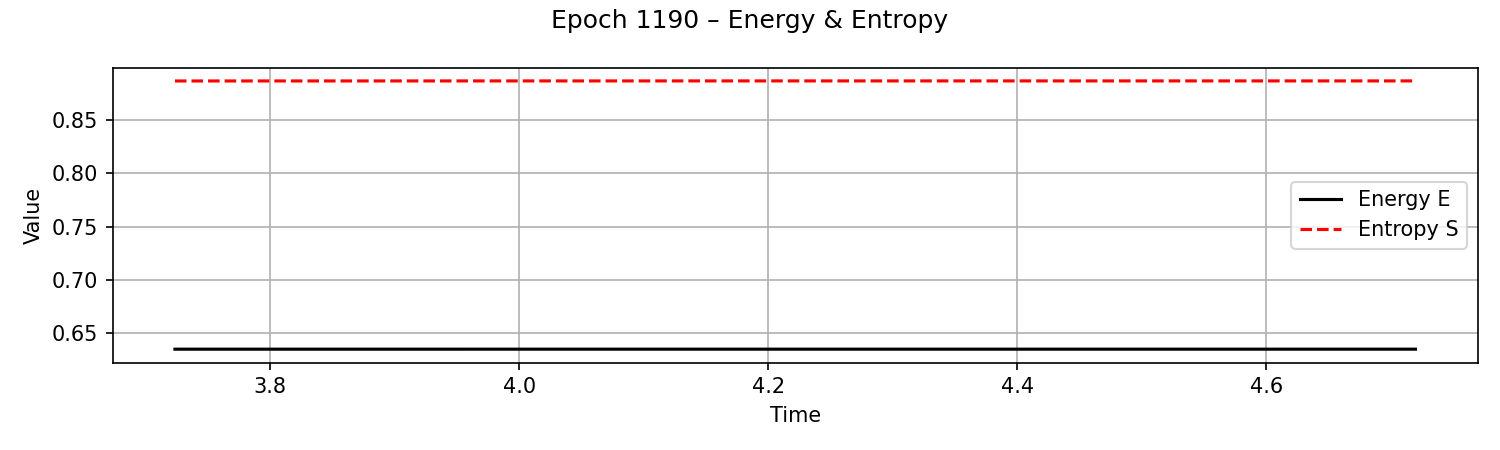 Epoch 1190 – Energy & Entropy
Value
0.85
0.80
0.75
0.70
0.65
Energy E
Entropy S
3.8 4.0 4.2 4.4 4.6
Time